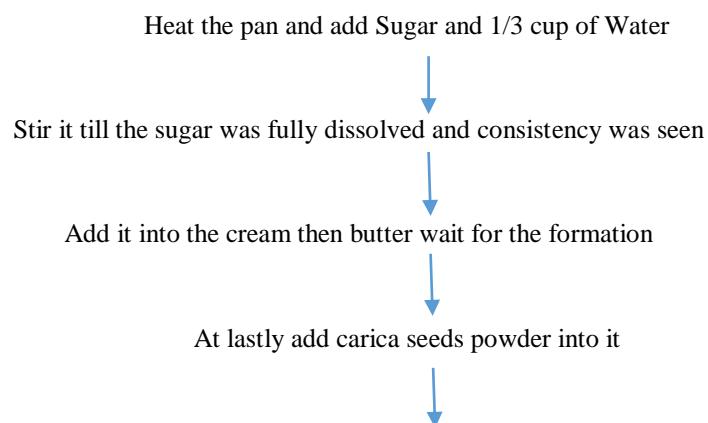 Heat the pan and add Sugar and 1/3 cup of Water
Stir it till the sugar was fully dissolved and consistency was seen
Add it into the cream then butter wait for the formation
At lastly add carica seeds powder into it